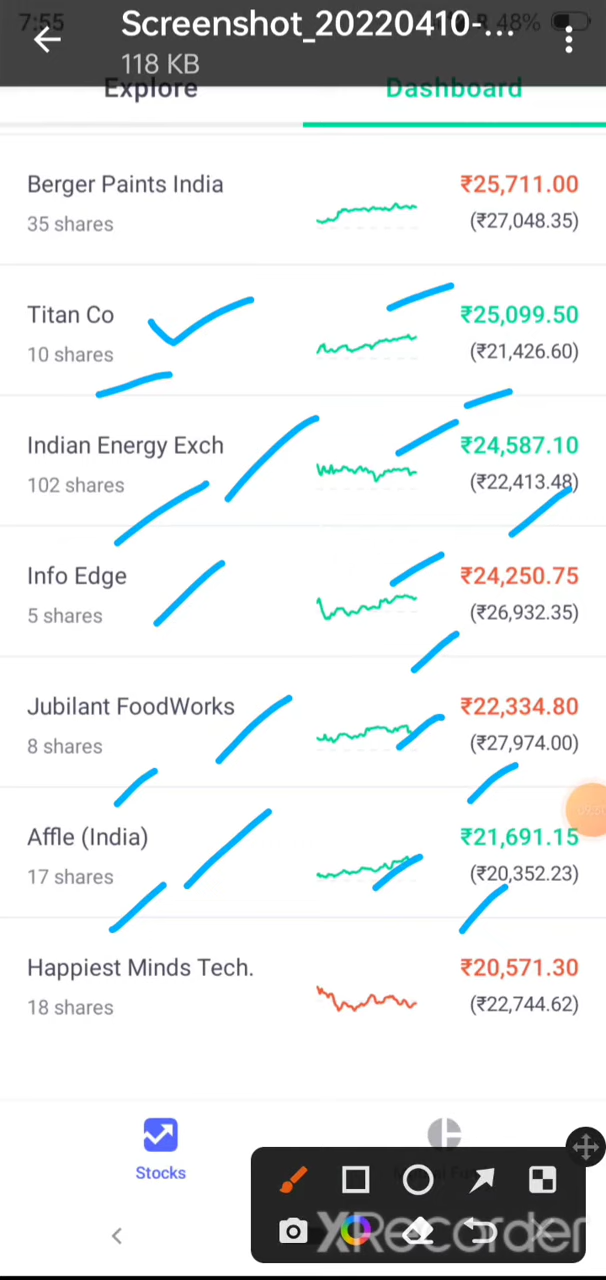 7:55 48%
Screenshot_20220410-...
118 KB
Explore Dashboard
Berger Paints India ₹25,711.00
35 shares (₹27,048.35)
Titan Co ₹25,099.50
10 shares (₹21,426.60)
Indian Energy Exch ₹24,587.10
102 shares (₹22,413.48)
Info Edge ₹24,250.75
5 shares (₹26,932.35)
Jubilant FoodWorks ₹22,334.80
8 shares (₹27,974.00)
Affle (India) ₹21,691.15
17 shares (₹20,352.23)
Happiest Minds Tech. ₹20,571.30
18 shares (₹22,744.62)
Stocks
XRecorder